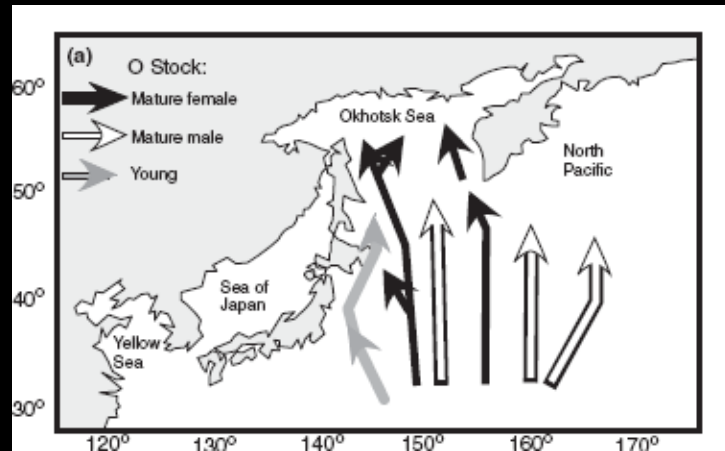 (a)
O Stock:
Mature female
Mature male
Young
Okhotsk Sea
North
Pacific
Sea of
Japan
Yellow
Sea
60°
50°
40°
30°
120°
130°
140°
150°
160°
170°